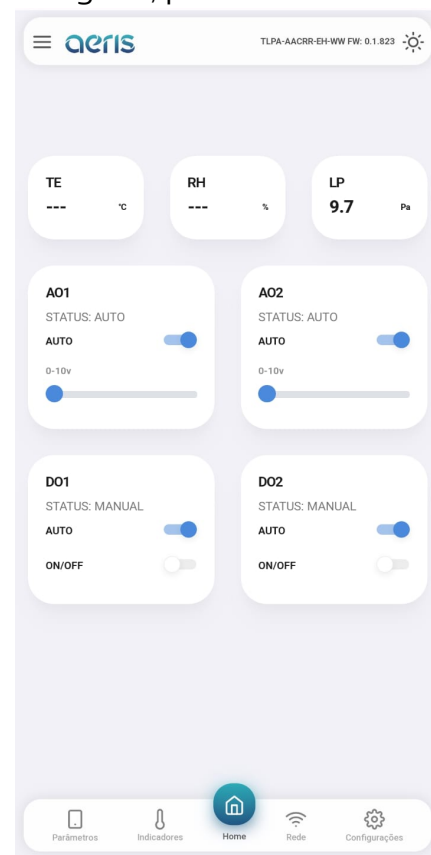 aeris
TLPA-AACRR-EH-WW FW: 0.1.823
TE
--- °C
RH
--- %
LP
9.7 Pa
AO1
STATUS: AUTO
AUTO
0-10v
AO2
STATUS: AUTO
AUTO
0-10v
DO1
STATUS: MANUAL
AUTO
ON/OFF
DO2
STATUS: MANUAL
AUTO
ON/OFF
Parâmetros
Indicadores
Home
Rede
Configurações